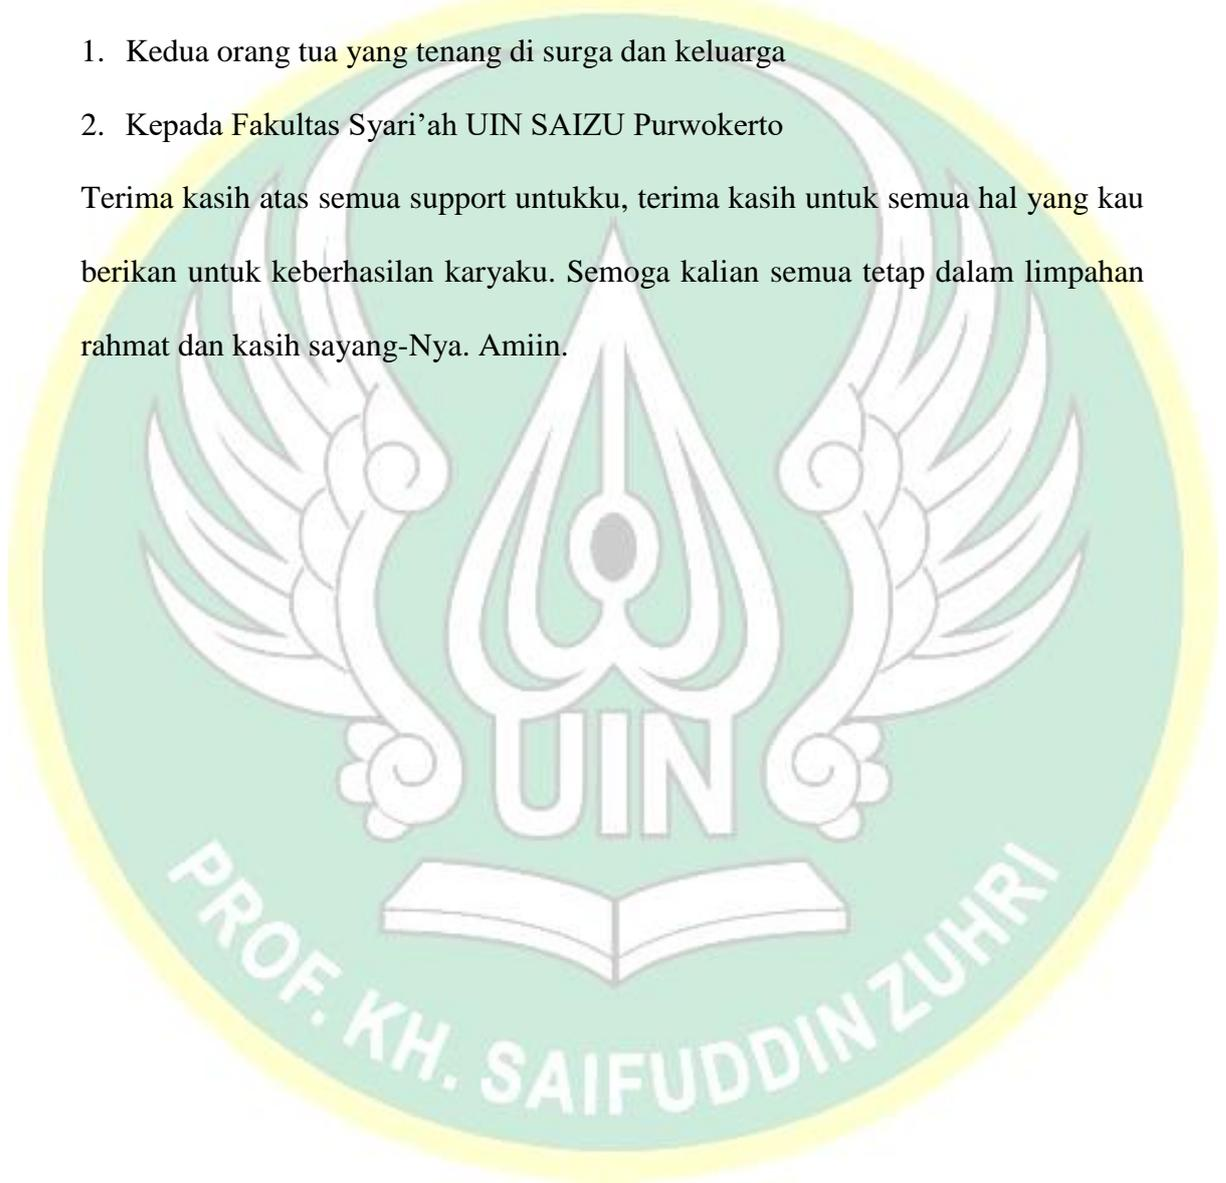 1. Kedua orang tua yang tenang di surga dan keluarga
2. Kepada Fakultas Syari’ah UIN SAIZU Purwokerto
Terima kasih atas semua support untukku, terima kasih untuk semua hal yang kau
berikan untuk keberhasilan karyaku. Semoga kalian semua tetap dalam limpahan
rahmat dan kasih sayang-Nya. Amiin.
UIN
PROF. KH. SAIFUDDIN ZUHRI